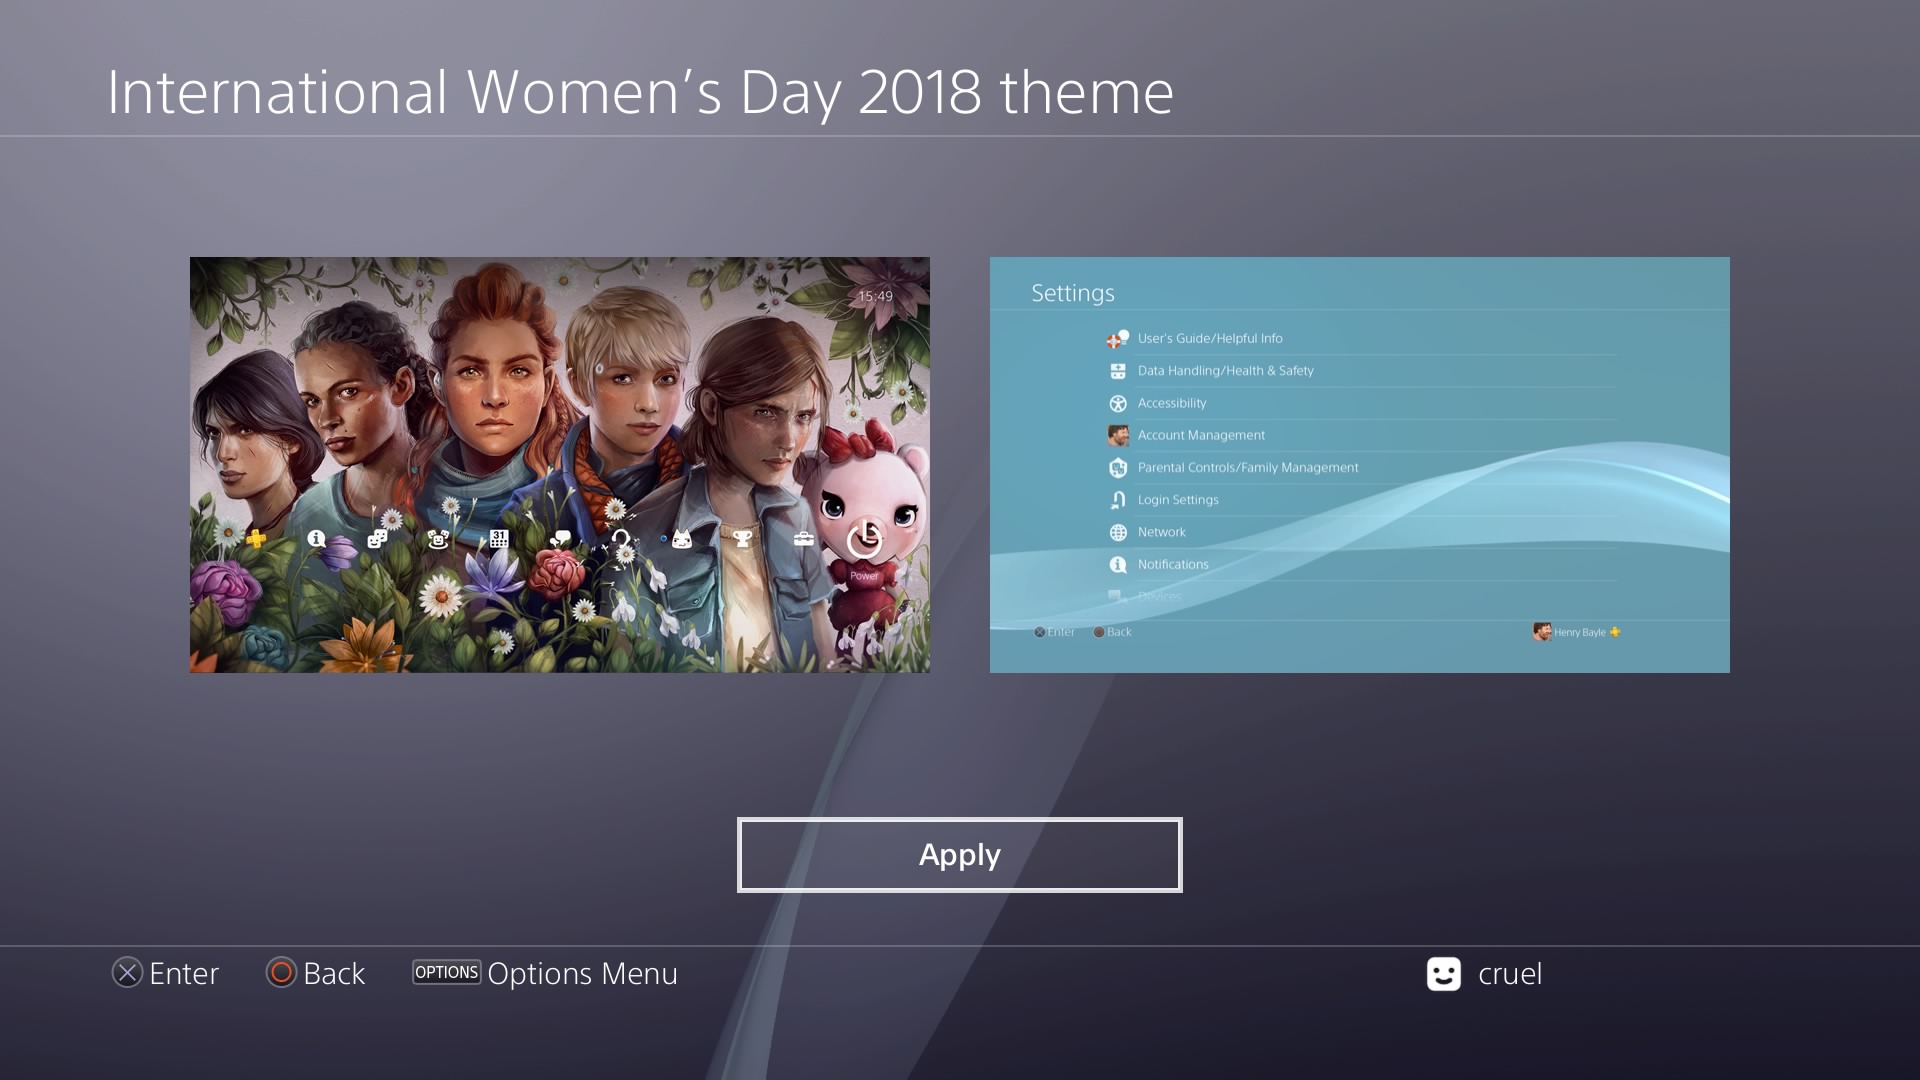 International Women’s Day 2018 theme
15:49
31
Power
Settings
User's Guide/Helpful Info
Data Handling/Health & Safety
Accessibility
Account Management
Parental Controls/Family Management
Login Settings
Network
Notifications
Devices
Enter
Back
Henry Bayle
Apply
Enter
Back
OPTIONS Options Menu
cruel